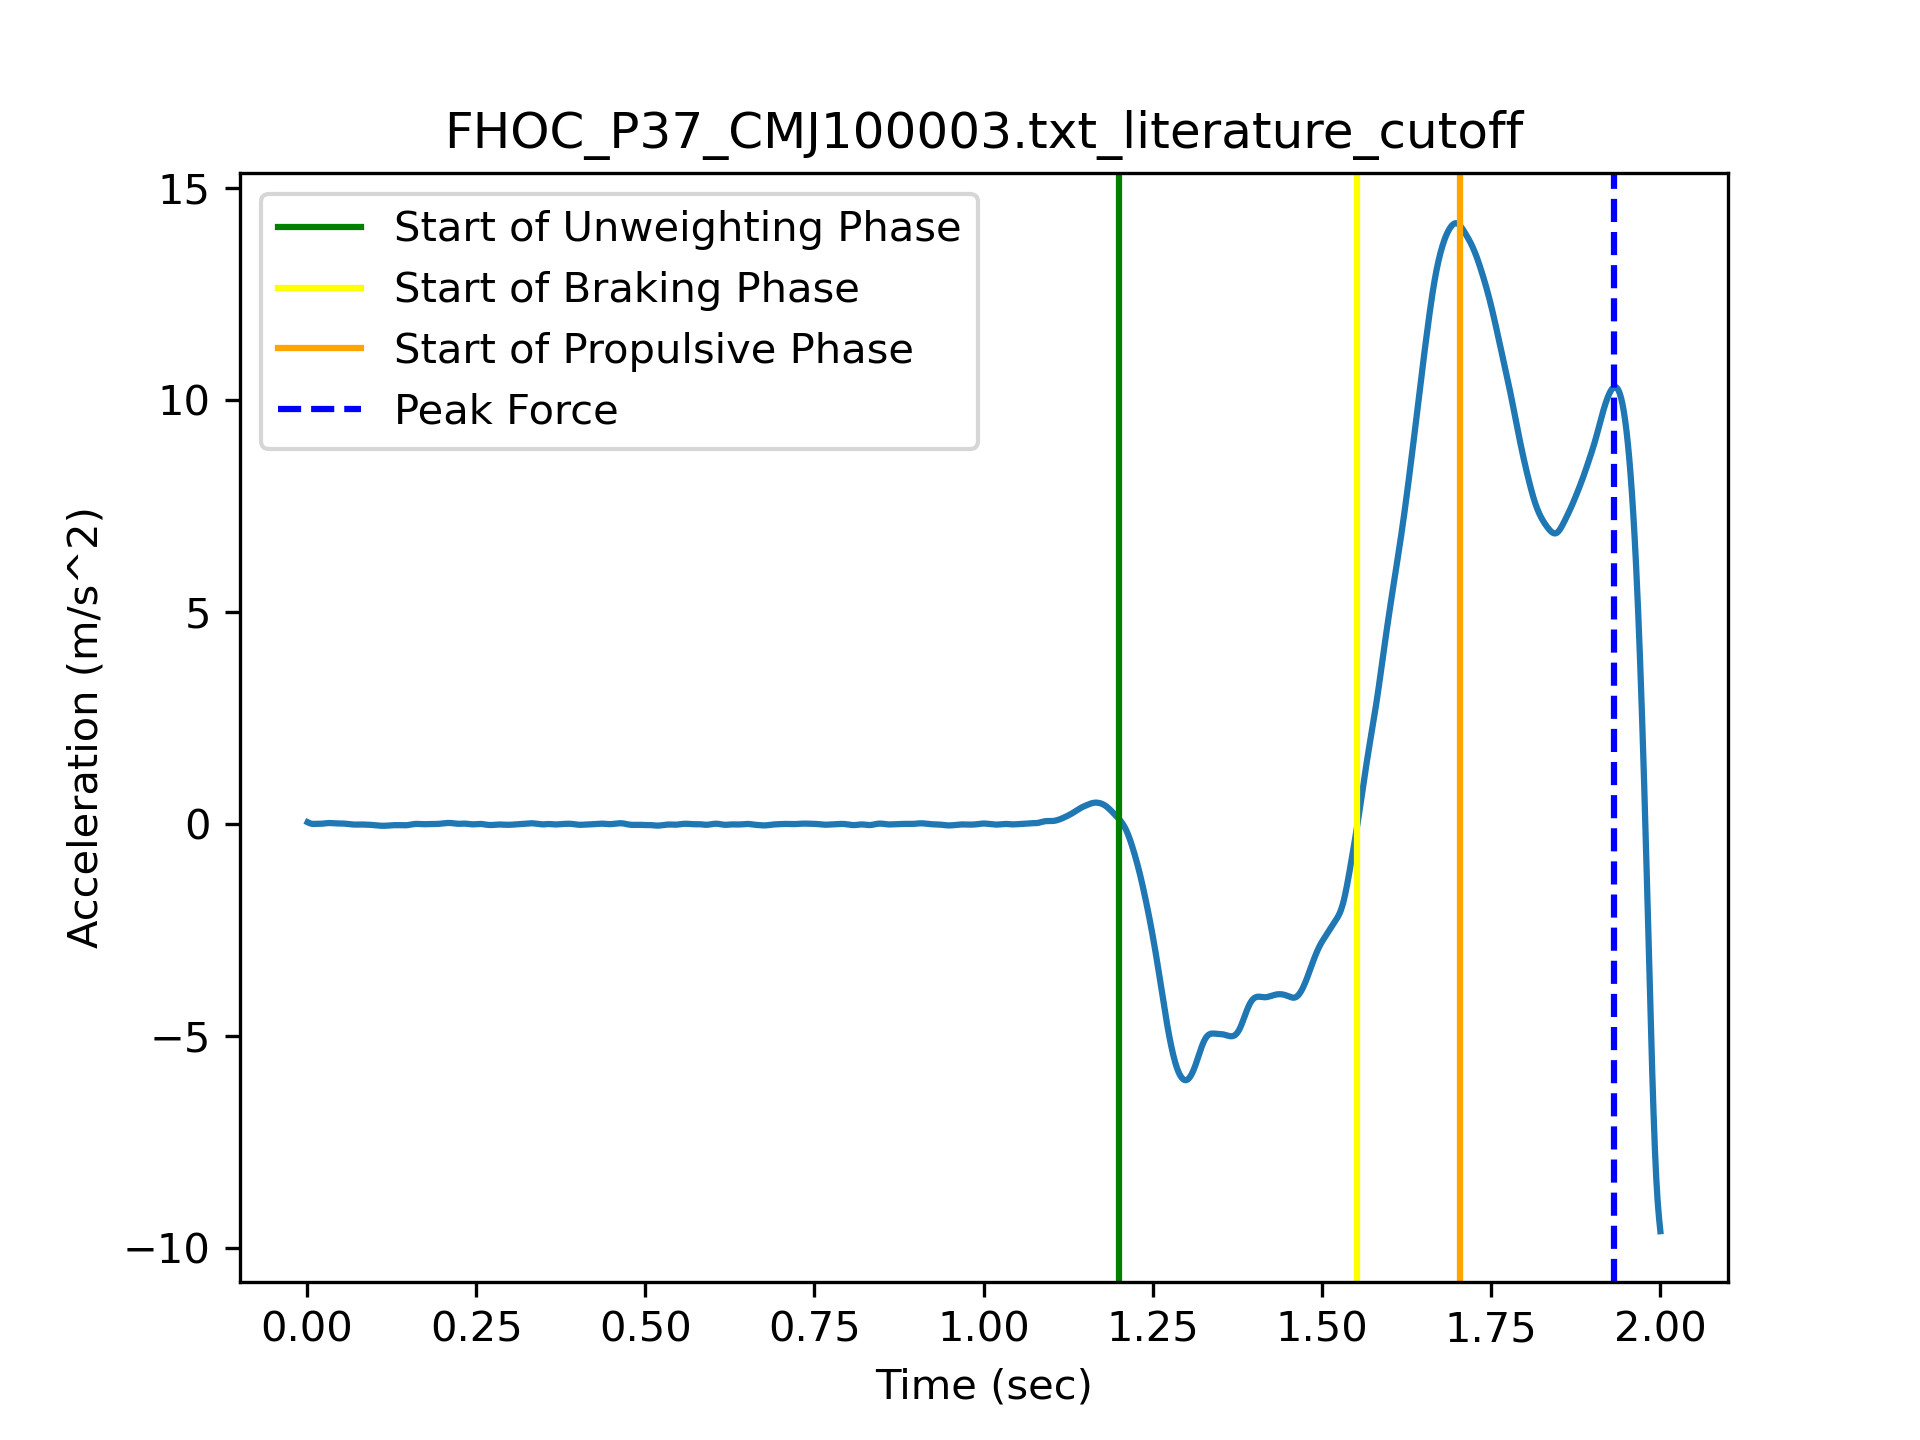 FHOC_P37_CMJ100003.txt_literature_cutoff
15
10
5
0
−5
−10
Acceleration (m/s^2)
Start of Unweighting Phase
Start of Braking Phase
Start of Propulsive Phase
Peak Force
0.00 0.25 0.50 0.75 1.00 1.25 1.50 1.75 2.00
Time (sec)